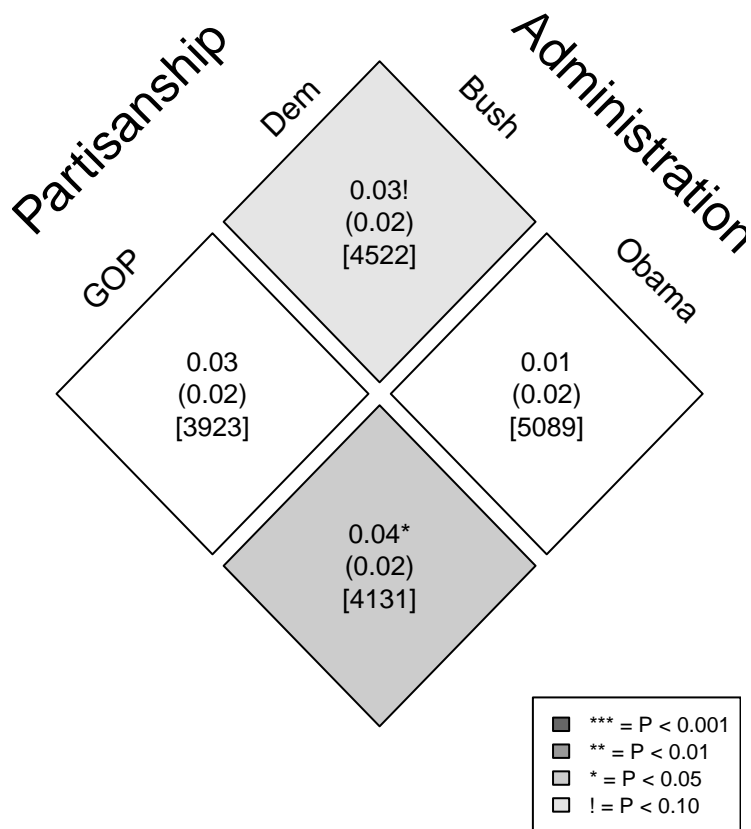 Partisanship
Administration
Dem
Bush
GOP
Obama
0.03!
(0.02)
[4522]
0.03
(0.02)
[3923]
0.01
(0.02)
[5089]
0.04*
(0.02)
[4131]
*** = P < 0.001
** = P < 0.01
* = P < 0.05
! = P < 0.10